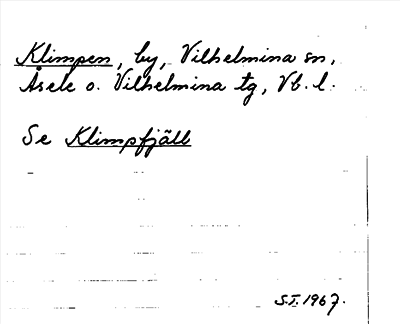 Klimpen, by, Vilhelmina sn,
Åsele o. Vilhelmina tg, Vb. l.
Se Klimpfjäll
S.T. 1967.